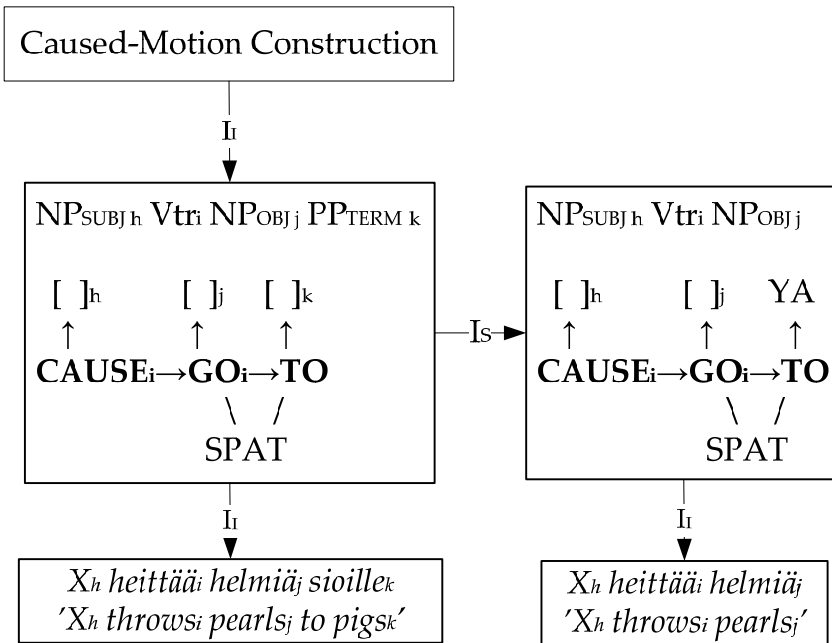 Caused-Motion Construction
II
NPSUBJ h Vtri NPOBJ j PPTERM k
[ ]h [ ]j [ ]k
↑ ↑ ↑
CAUSEi→GOi→TO
\ /
SPAT
IS
NPSUBJ h Vtri NPOBJ j
[ ]h [ ]j YA
↑ ↑ ↑
CAUSEi→GOi→TO
\ /
SPAT
II
Xh heittääi helmiäj sioillek
'Xh throwsi pearlsj to pigsk'
II
Xh heittääi helmiäj
'Xh throwsi pearlsj'